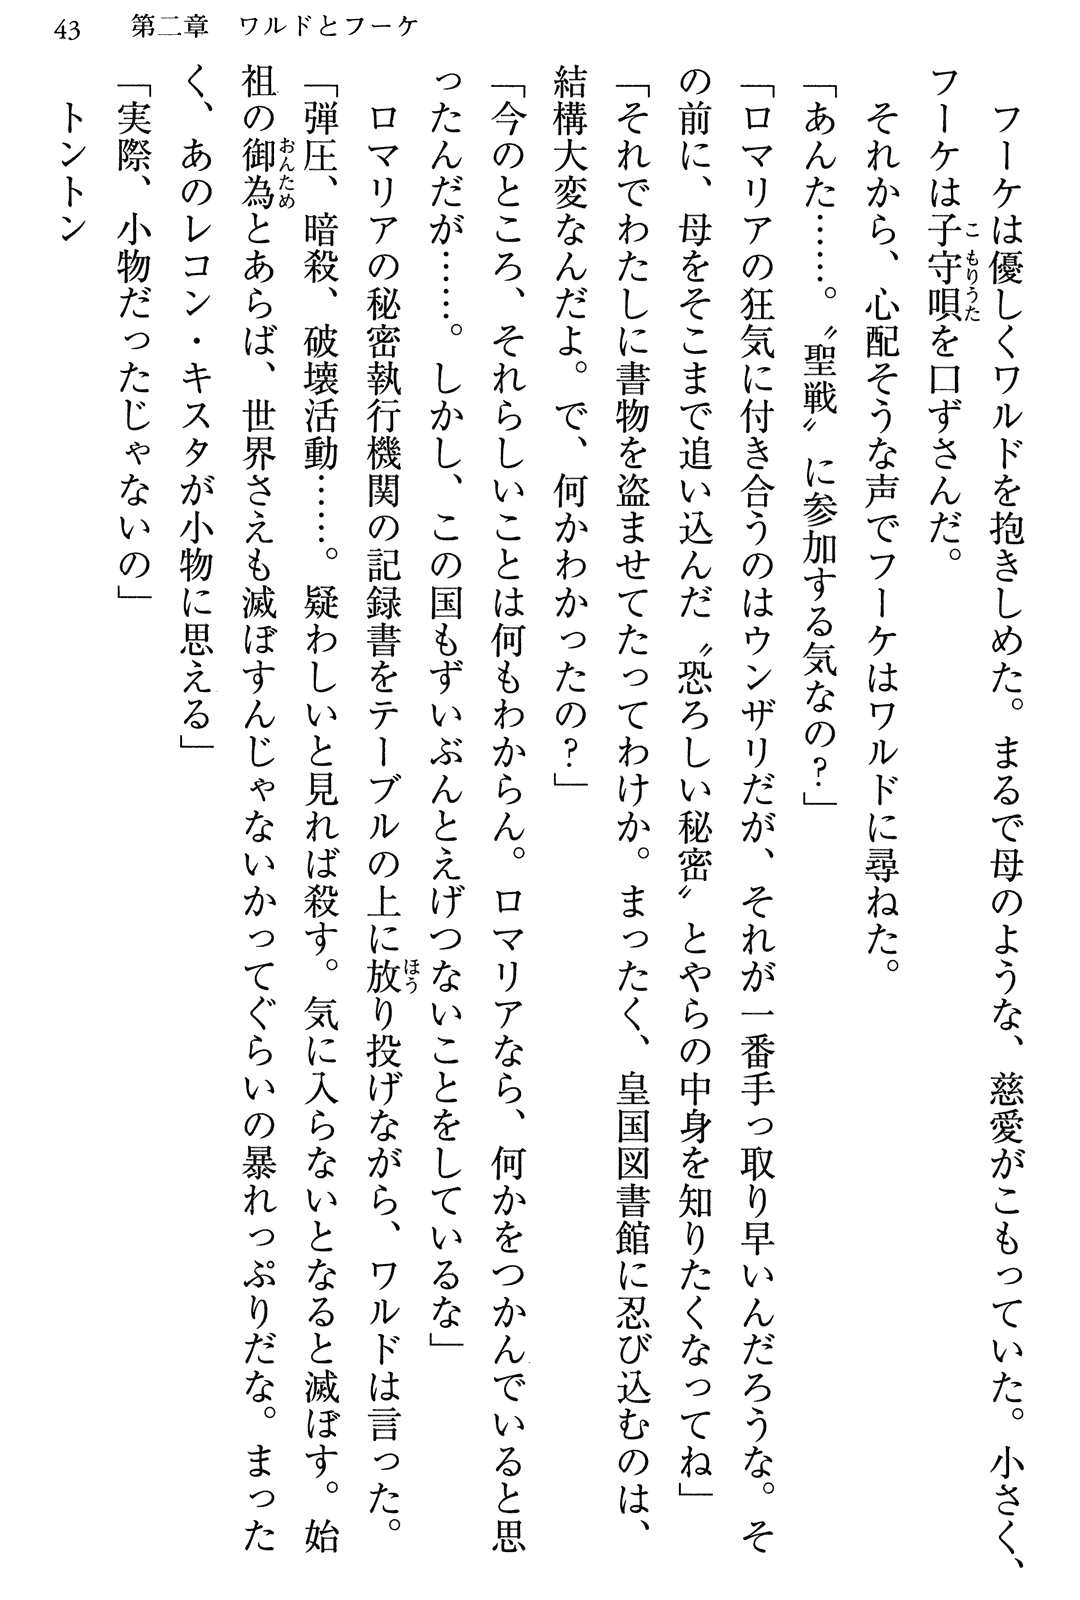 43 第二章 ワルドとフーケ
フーケは優しくワルドを抱きしめた。まるで母のような、慈愛がこもっていた。小さく、
フーケは子守唄を口ずさんだ。
それから、心配そうな声でフーケはワルドに尋ねた。
「あんた……。〝聖戦〟に参加する気なの？」
「ロマリアの狂気に付き合うのはウンザリだが、それが一番手っ取り早いんだろうな。そ
の前に、母をそこまで追い込んだ〝恐ろしい秘密〟とやらの中身を知りたくなってね」
「それでわたしに書物を盗ませてたってわけか。まったく、皇国図書館に忍び込むのは、
結構大変なんだよ。で、何かわかったの？」
「今のところ、それらしいことは何もわからん。ロマリアなら、何かをつかんでいると思
ったんだが……。しかし、この国もずいぶんとえげつないことをしているな」
ロマリアの秘密執行機関の記録書をテーブルの上に放り投げながら、ワルドは言った。
「弾圧、暗殺、破壊活動……。疑わしいと見れば殺す。気に入らないとなると滅ぼす。始
祖の御為とあらば、世界さえも滅ぼすんじゃないかってぐらいの暴れっぷりだな。まった
く、あのレコン・キスタが小物に思える」
「実際、小物だったじゃないの」
トントン